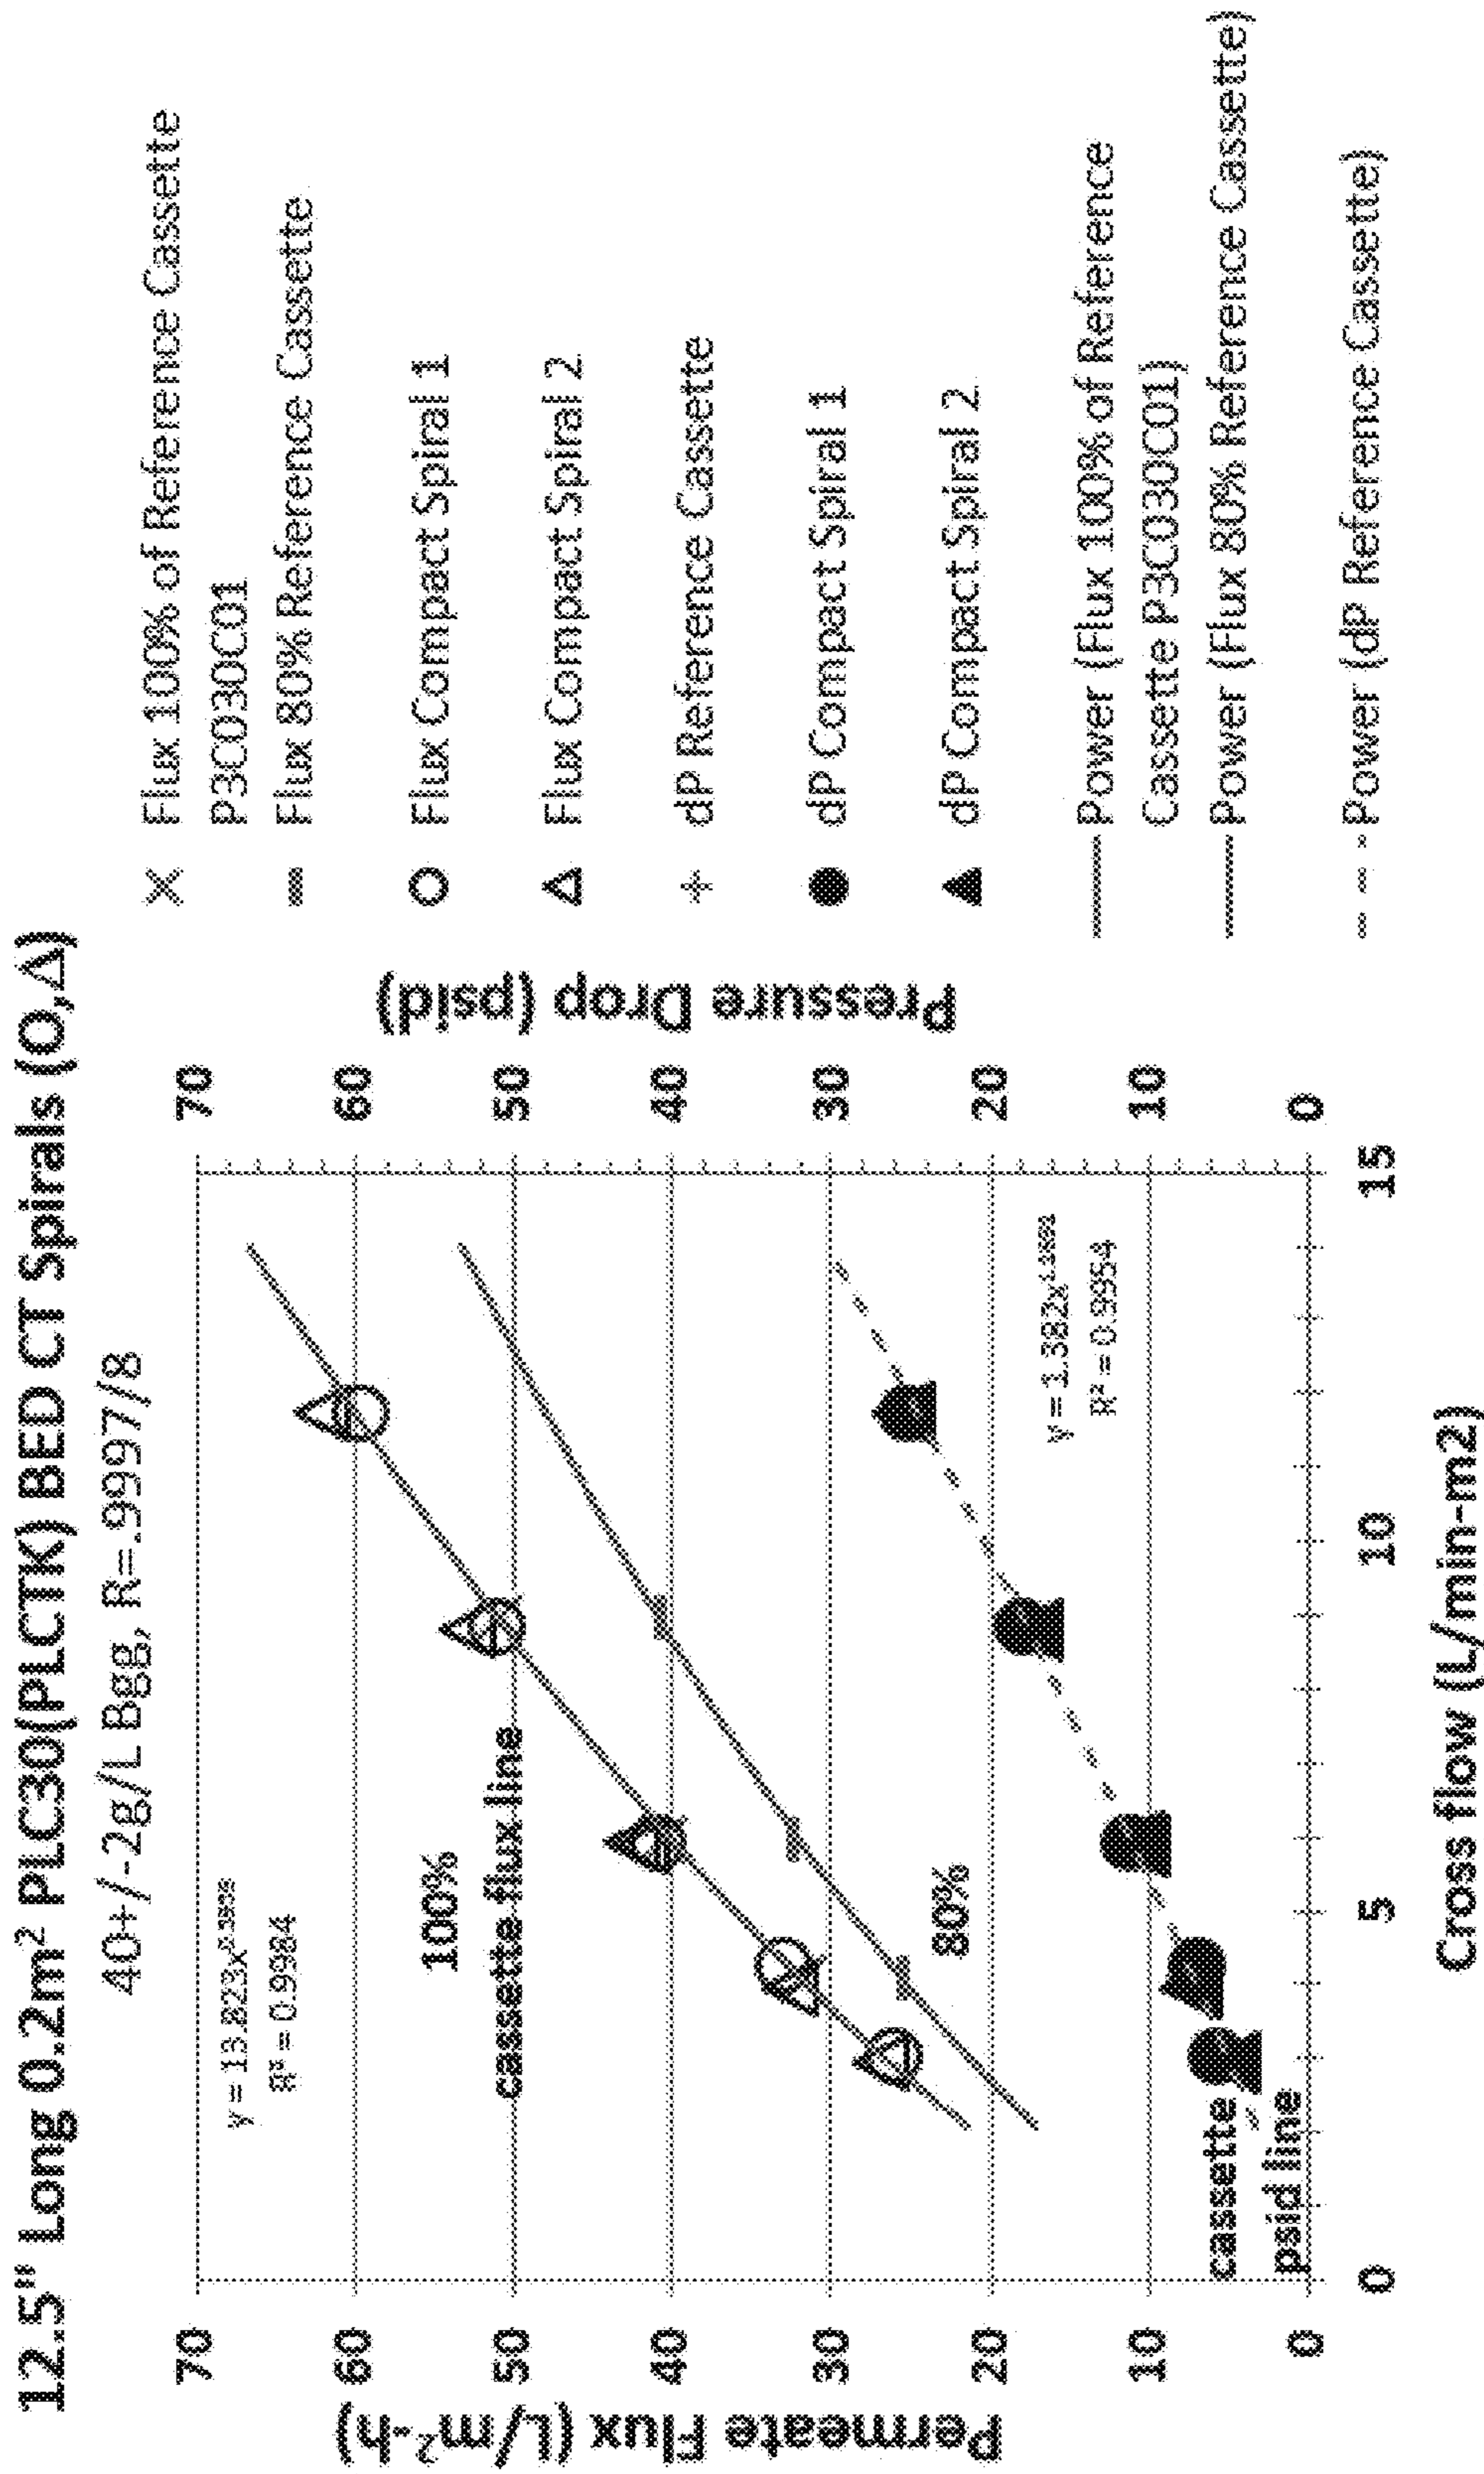 12.5" Long 0.2m² PLC30(PLCTK) BED CT Spirals (O,Δ)
40+/-2g/L Bgg, R=.9997/8
Permeate Flux (L/m²-h)
70
60
50
40
30
20
10
0
y = 13.823x
R² = 0.9984
100%
cassette flux line
80%
cassette
psid line
y = 1.382x
R² = 0.9954
70
60
50
40
30
20
10
0
Pressure Drop (psid)
0
5
10
15
Cross flow (L/min-m2)
Flux 100% of Reference Cassette
P3C030C01
Flux 80% Reference Cassette
Flux Compact Spiral 1
Flux Compact Spiral 2
dP Reference Cassette
dP Compact Spiral 1
dP Compact Spiral 2
Power (Flux 100% of Reference
Cassette P3C030C01)
Power (Flux 80% Reference Cassette)
Power (dP Reference Cassette)